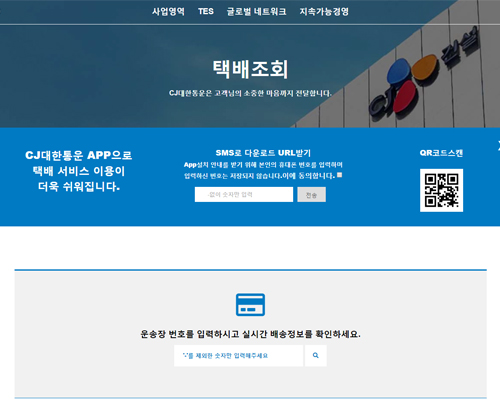 사업영역 TES 글로벌 네트워크 지속가능경영
택배조회
CJ대한통운은 고객님의 소중한 마음까지 전달합니다.
CJ대한통운 APP으로
택배 서비스 이용이
더욱 쉬워집니다.
SMS로 다운로드 URL받기
App설치 안내를 받기 위해 본인의 휴대폰 번호를 입력하며
입력하신 번호는 저장되지 않습니다.이에 동의합니다.
'-'없이 숫자만 입력
전송
QR코드스캔
운송장 번호를 입력하시고 실시간 배송정보를 확인하세요.
'-'를 제외한 숫자만 입력해주세요